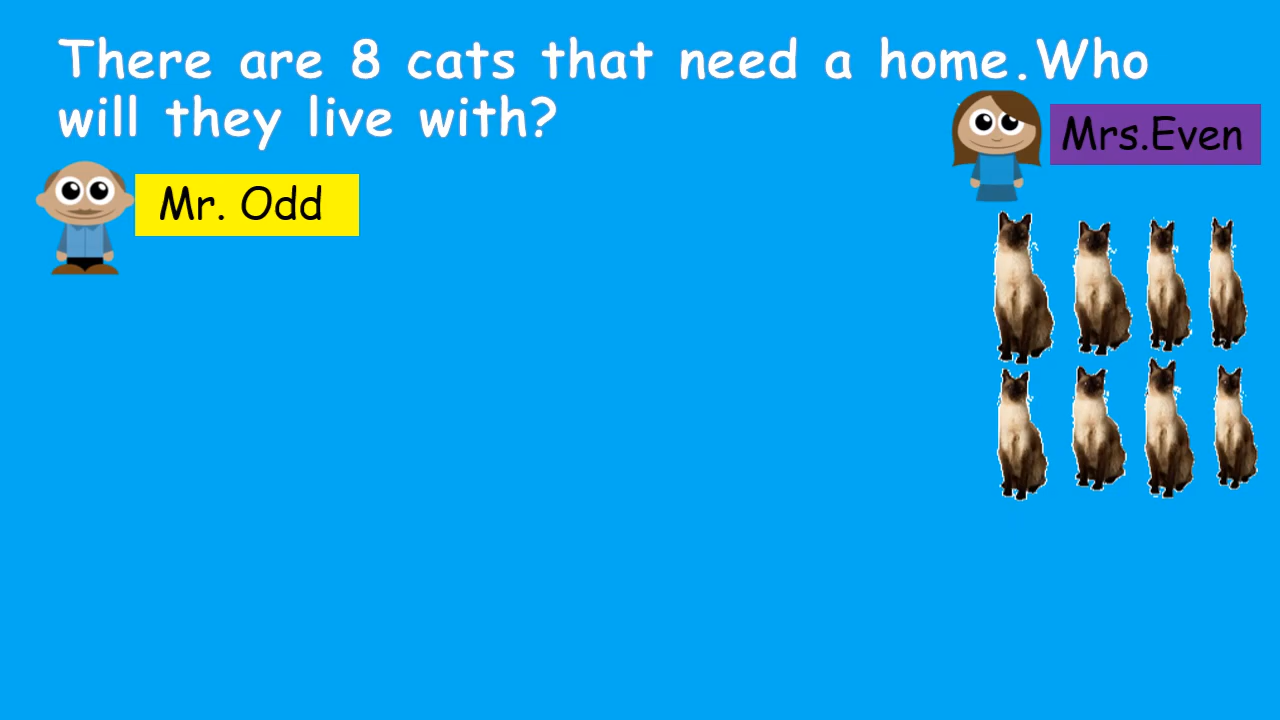 There are 8 cats that need a home.Who
will they live with?
Mrs.Even
Mr. Odd